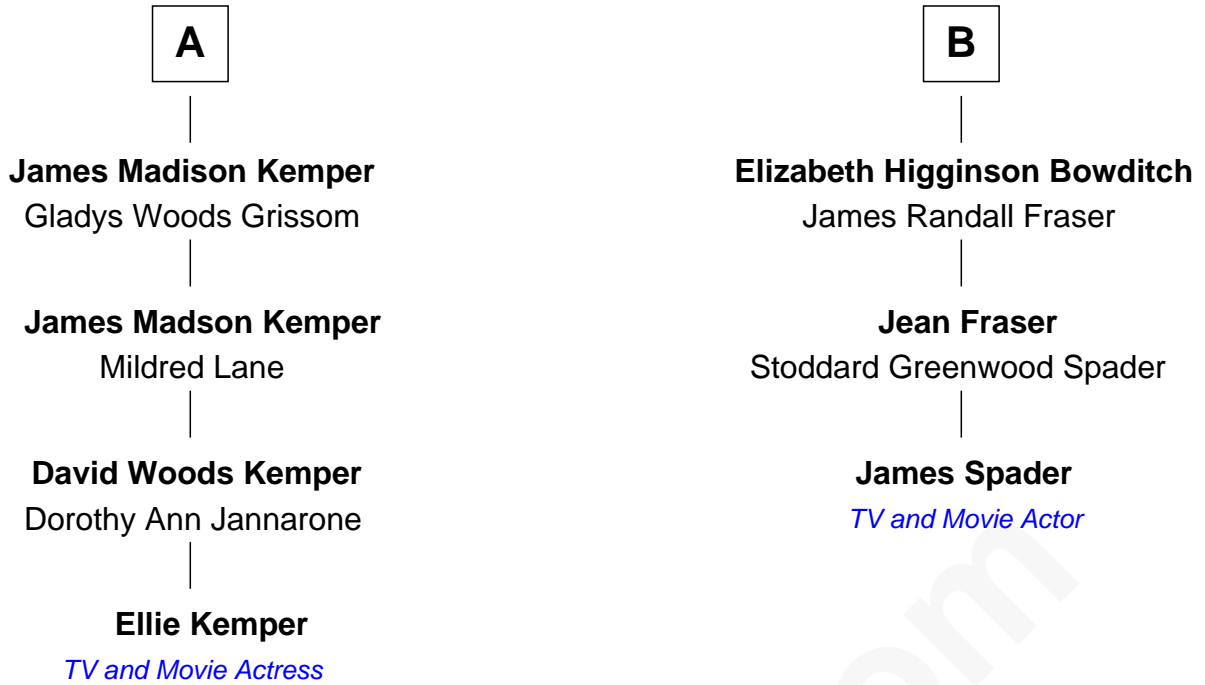 A
James Madison Kemper
Gladys Woods Grissom
James Madson Kemper
Mildred Lane
David Woods Kemper
Dorothy Ann Jannarone
Ellie Kemper
TV and Movie Actress
B
Elizabeth Higginson Bowditch
James Randall Fraser
Jean Fraser
Stoddard Greenwood Spader
James Spader
TV and Movie Actor
om